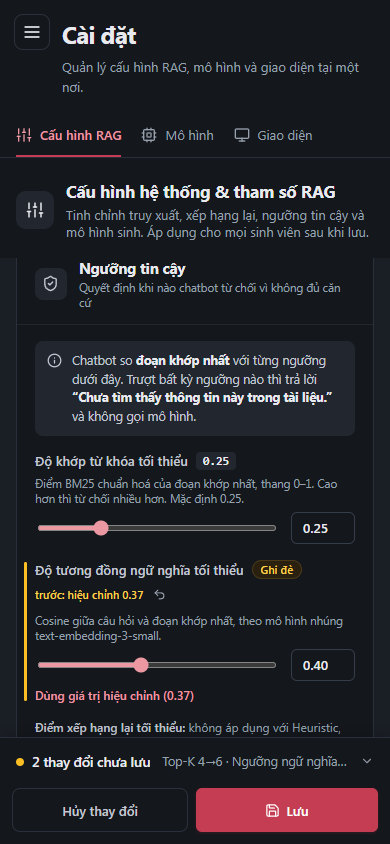 Cài đặt
Quản lý cấu hình RAG, mô hình và giao diện tại một
nơi.
Cấu hình RAG
Mô hình
Giao diện
Cấu hình hệ thống & tham số RAG
Tinh chỉnh truy xuất, xếp hạng lại, ngưỡng tin cậy và
mô hình sinh. Áp dụng cho mọi sinh viên sau khi lưu.
Ngưỡng tin cậy
Quyết định khi nào chatbot từ chối vì không đủ căn
cứ
Chatbot so đoạn khớp nhất với từng ngưỡng
dưới đây. Trượt bất kỳ ngưỡng nào thì trả lời
“Chưa tìm thấy thông tin này trong tài liệu.”
và không gọi mô hình.
Độ khớp từ khóa tối thiểu 0.25
Điểm BM25 chuẩn hoá của đoạn khớp nhất, thang 0–1. Cao
hơn thì từ chối nhiều hơn. Mặc định 0.25.
0.25
Độ tương đồng ngữ nghĩa tối thiểu Ghi đè
trước: hiệu chỉnh 0.37
Cosine giữa câu hỏi và đoạn khớp nhất, theo mô hình nhúng
text-embedding-3-small.
0.40
Dùng giá trị hiệu chỉnh (0.37)
Điểm xếp hạng lại tối thiểu: không áp dụng với Heuristic,
2 thay đổi chưa lưu Top-K 4→6 · Ngưỡng ngữ nghĩa...
Hủy thay đổi
Lưu